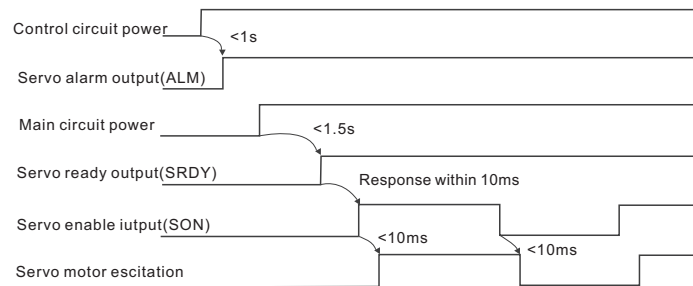 Control circuit power
<1s
Servo alarm output(ALM)
Main circuit power
<1.5s
Servo ready output(SRDY)
Response within 10ms
Servo enable iutput(SON)
<10ms
<10ms
Servo motor escitation